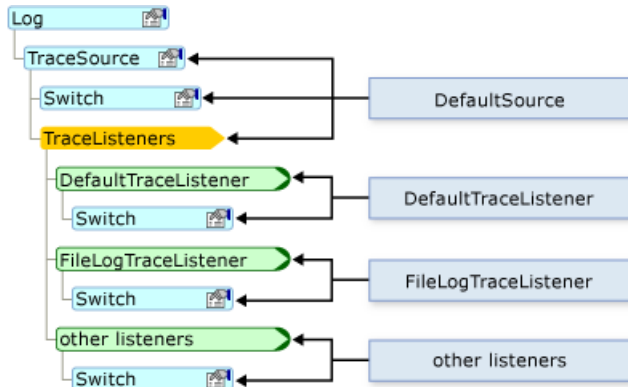 Log
TraceSource
Switch
DefaultSource
TraceListeners
DefaultTraceListener
DefaultTraceListener
Switch
FileLogTraceListener
FileLogTraceListener
Switch
other listeners
other listeners
Switch